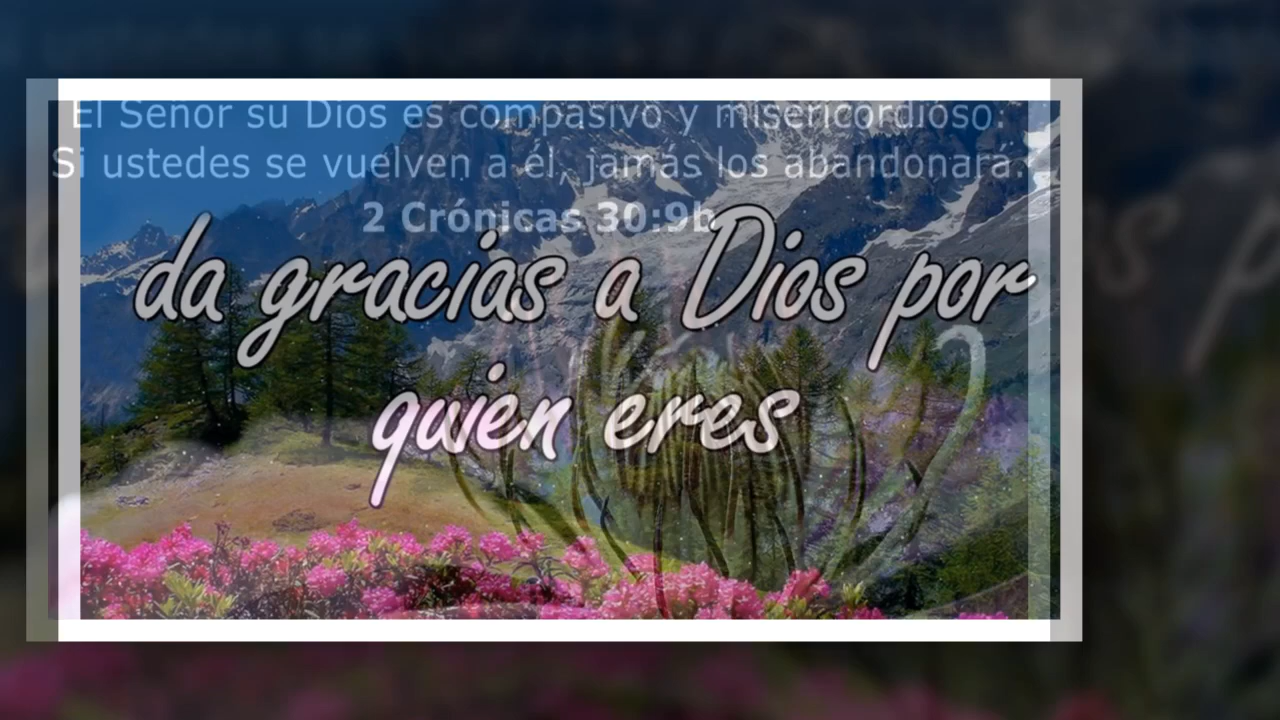 El Señor su Dios es compasivo y misericordioso.
Si ustedes se vuelven a él, jamás los abandonará.
2 Crónicas 30:9b
da gracias a Dios por
quien eres